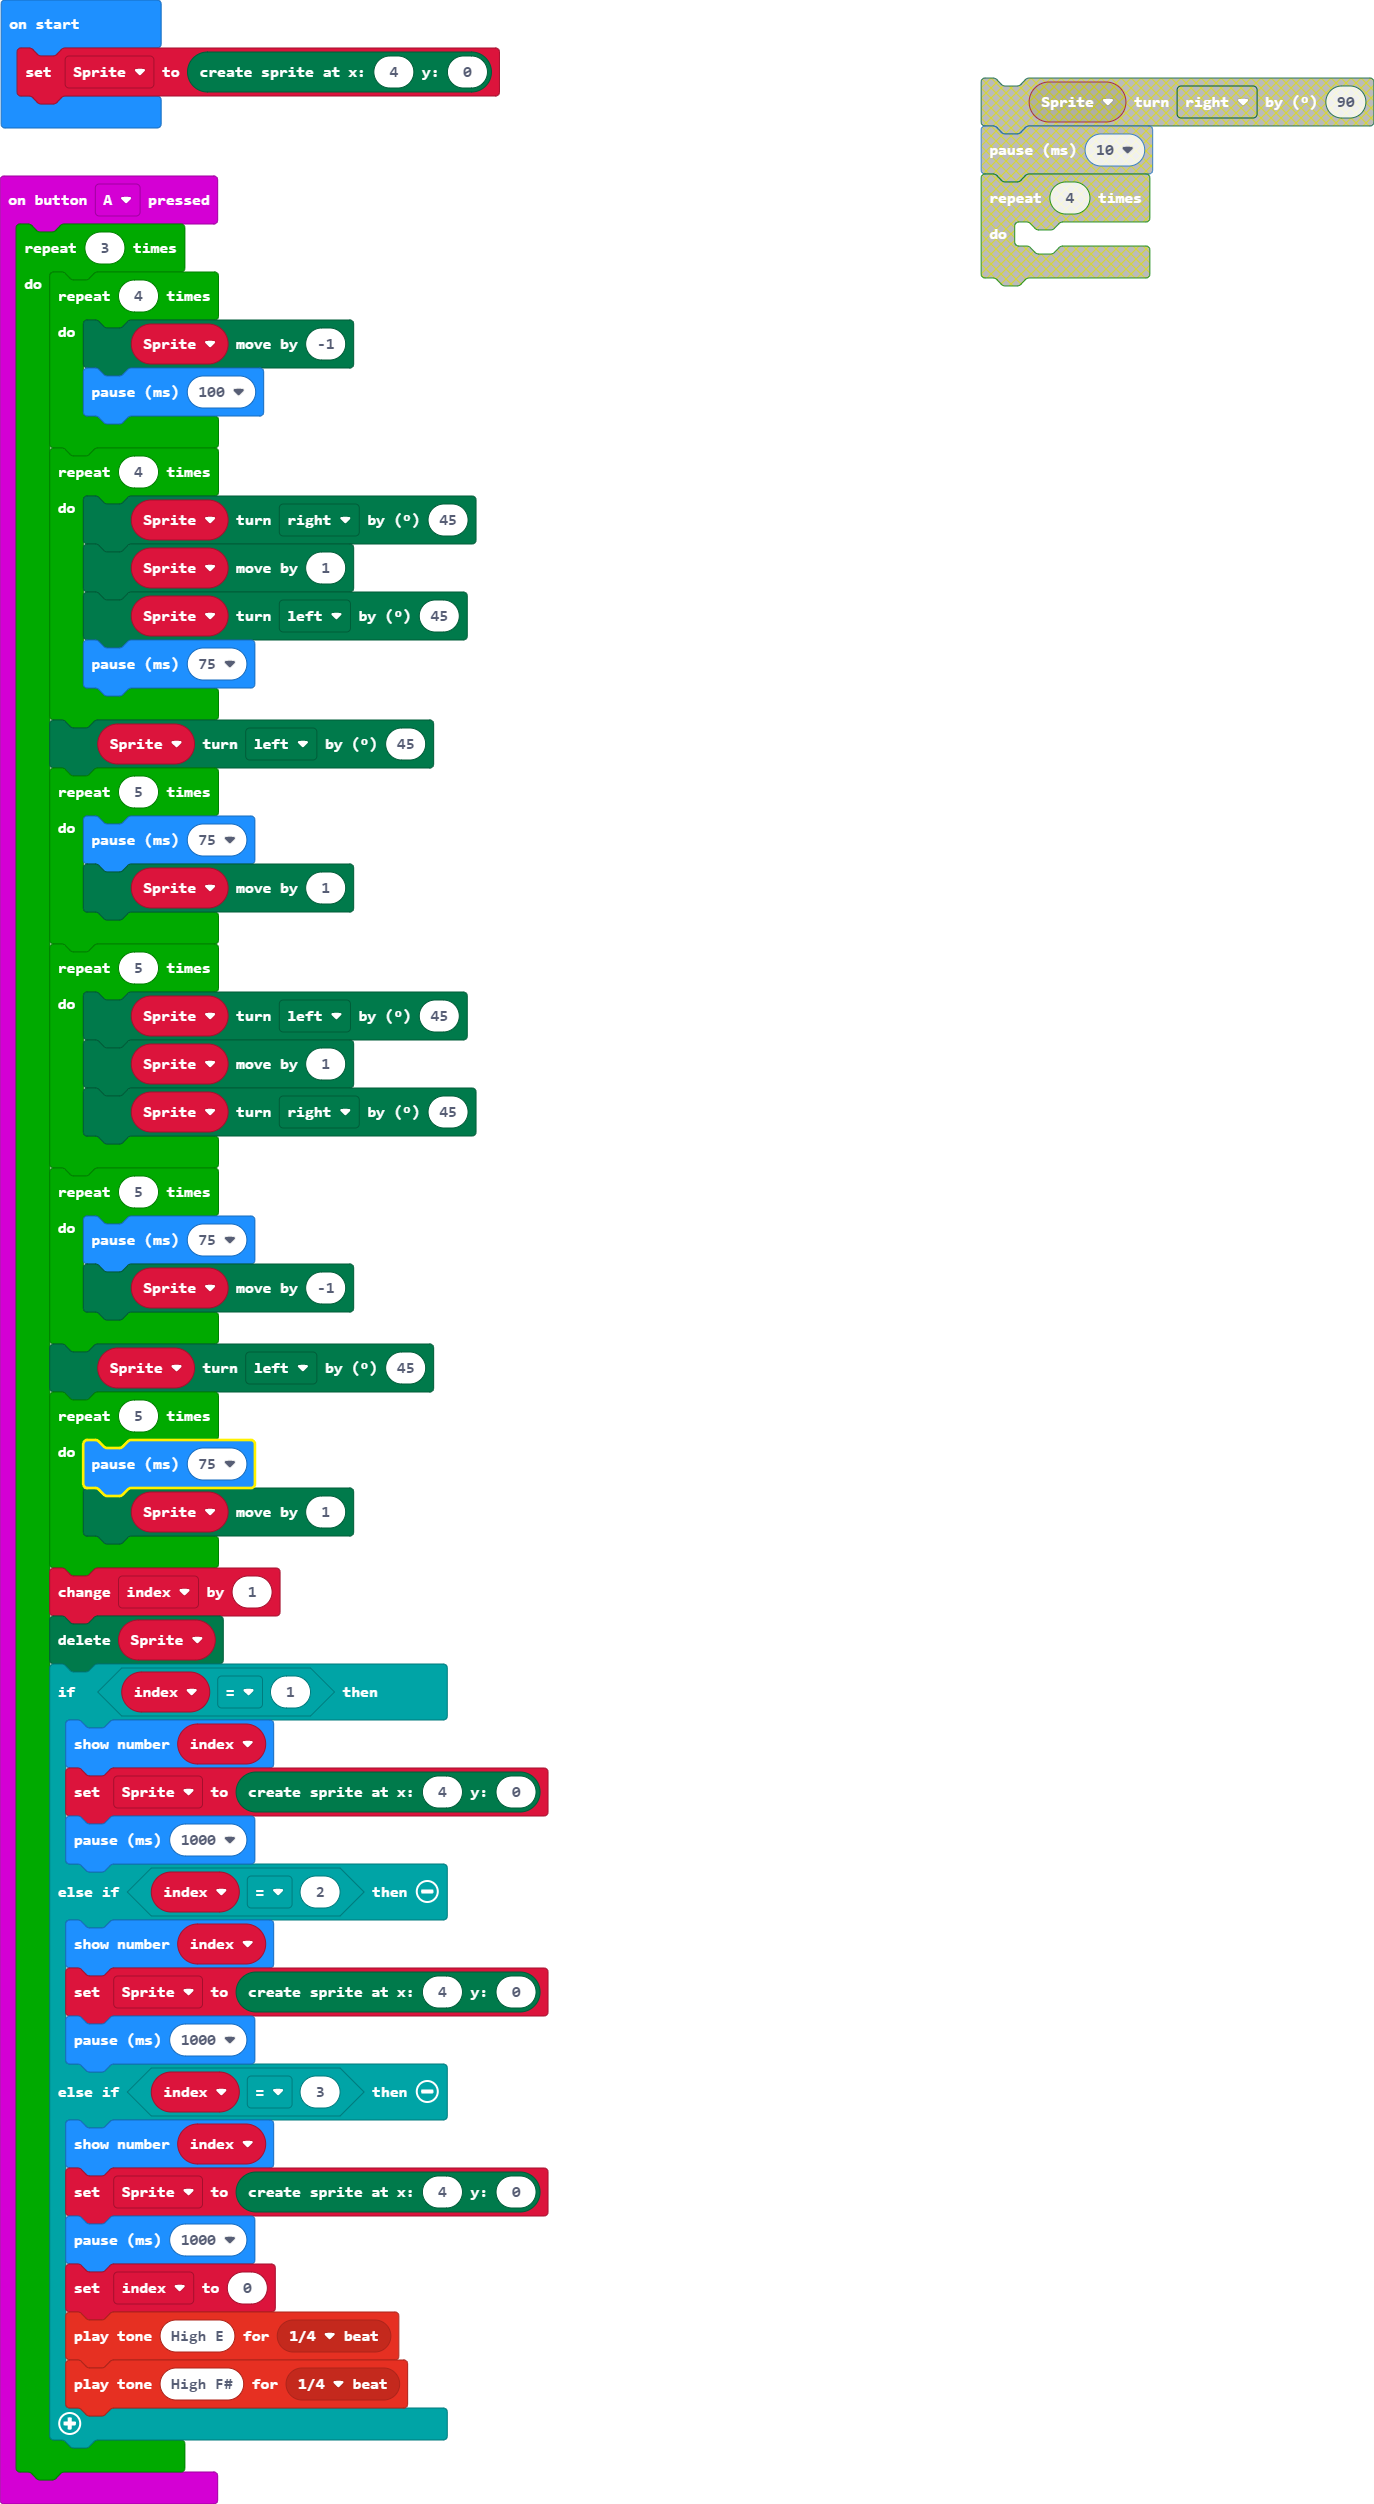 on start
set Sprite to create sprite at x: 4 y: 0
Sprite turn right by (º) 90
pause (ms) 10
repeat 4 times
do
on button A pressed
repeat 3 times
do
repeat 4 times
do
Sprite move by -1
pause (ms) 100
repeat 4 times
do
Sprite turn right by (º) 45
Sprite move by 1
Sprite turn left by (º) 45
pause (ms) 75
Sprite turn left by (º) 45
repeat 5 times
do
pause (ms) 75
Sprite move by 1
repeat 5 times
do
Sprite turn left by (º) 45
Sprite move by 1
Sprite turn right by (º) 45
repeat 5 times
do
pause (ms) 75
Sprite move by -1
Sprite turn left by (º) 45
repeat 5 times
do
pause (ms) 75
Sprite move by 1
change index by 1
delete Sprite
if index = 1 then
show number index
set Sprite to create sprite at x: 4 y: 0
pause (ms) 1000
else if index = 2 then
show number index
set Sprite to create sprite at x: 4 y: 0
pause (ms) 1000
else if index = 3 then
show number index
set Sprite to create sprite at x: 4 y: 0
pause (ms) 1000
set index to 0
play tone High E for 1/4 beat
play tone High F# for 1/4 beat